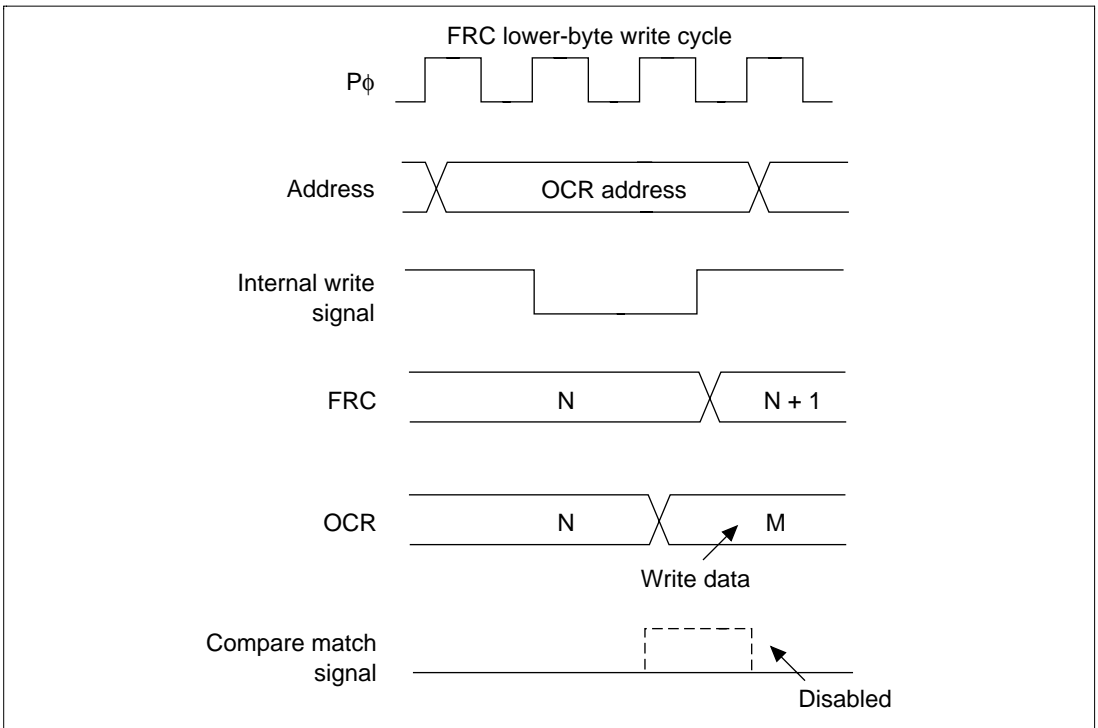 FRC lower-byte write cycle
Pϕ
Address
OCR address
Internal write
signal
FRC
N
N + 1
OCR
N
M
Write data
Compare match
signal
Disabled